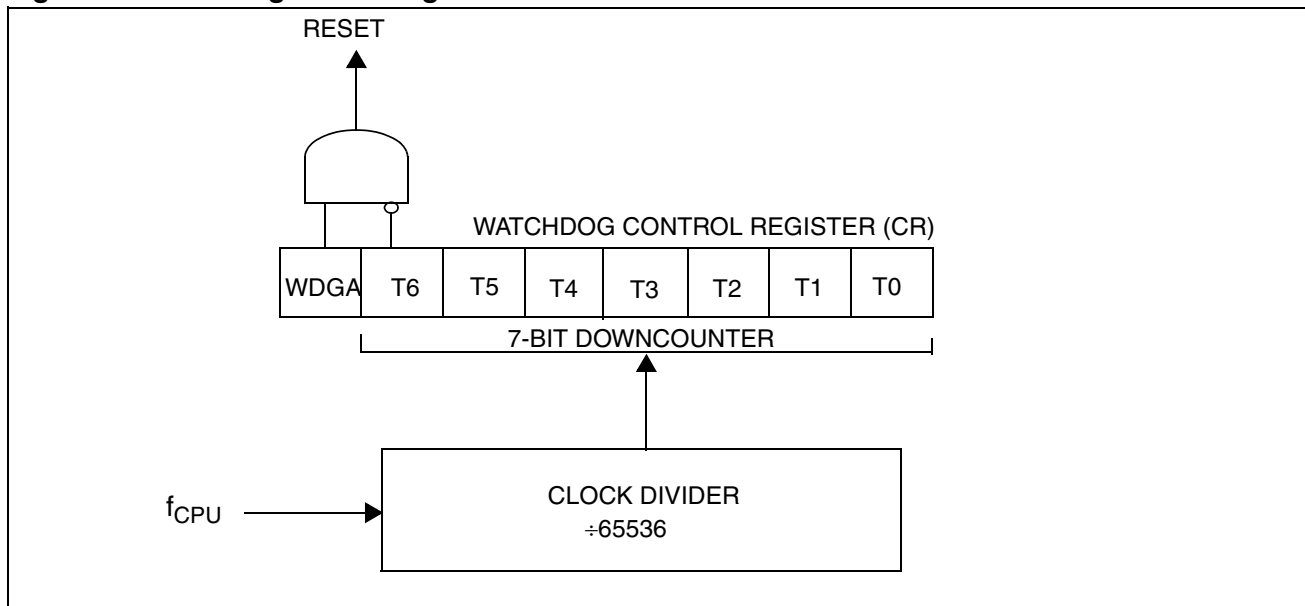 RESET
WATCHDOG CONTROL REGISTER (CR)
WDGA T6 T5 T4 T3 T2 T1 T0
7-BIT DOWNCOUNTER
fCPU
CLOCK DIVIDER
÷65536